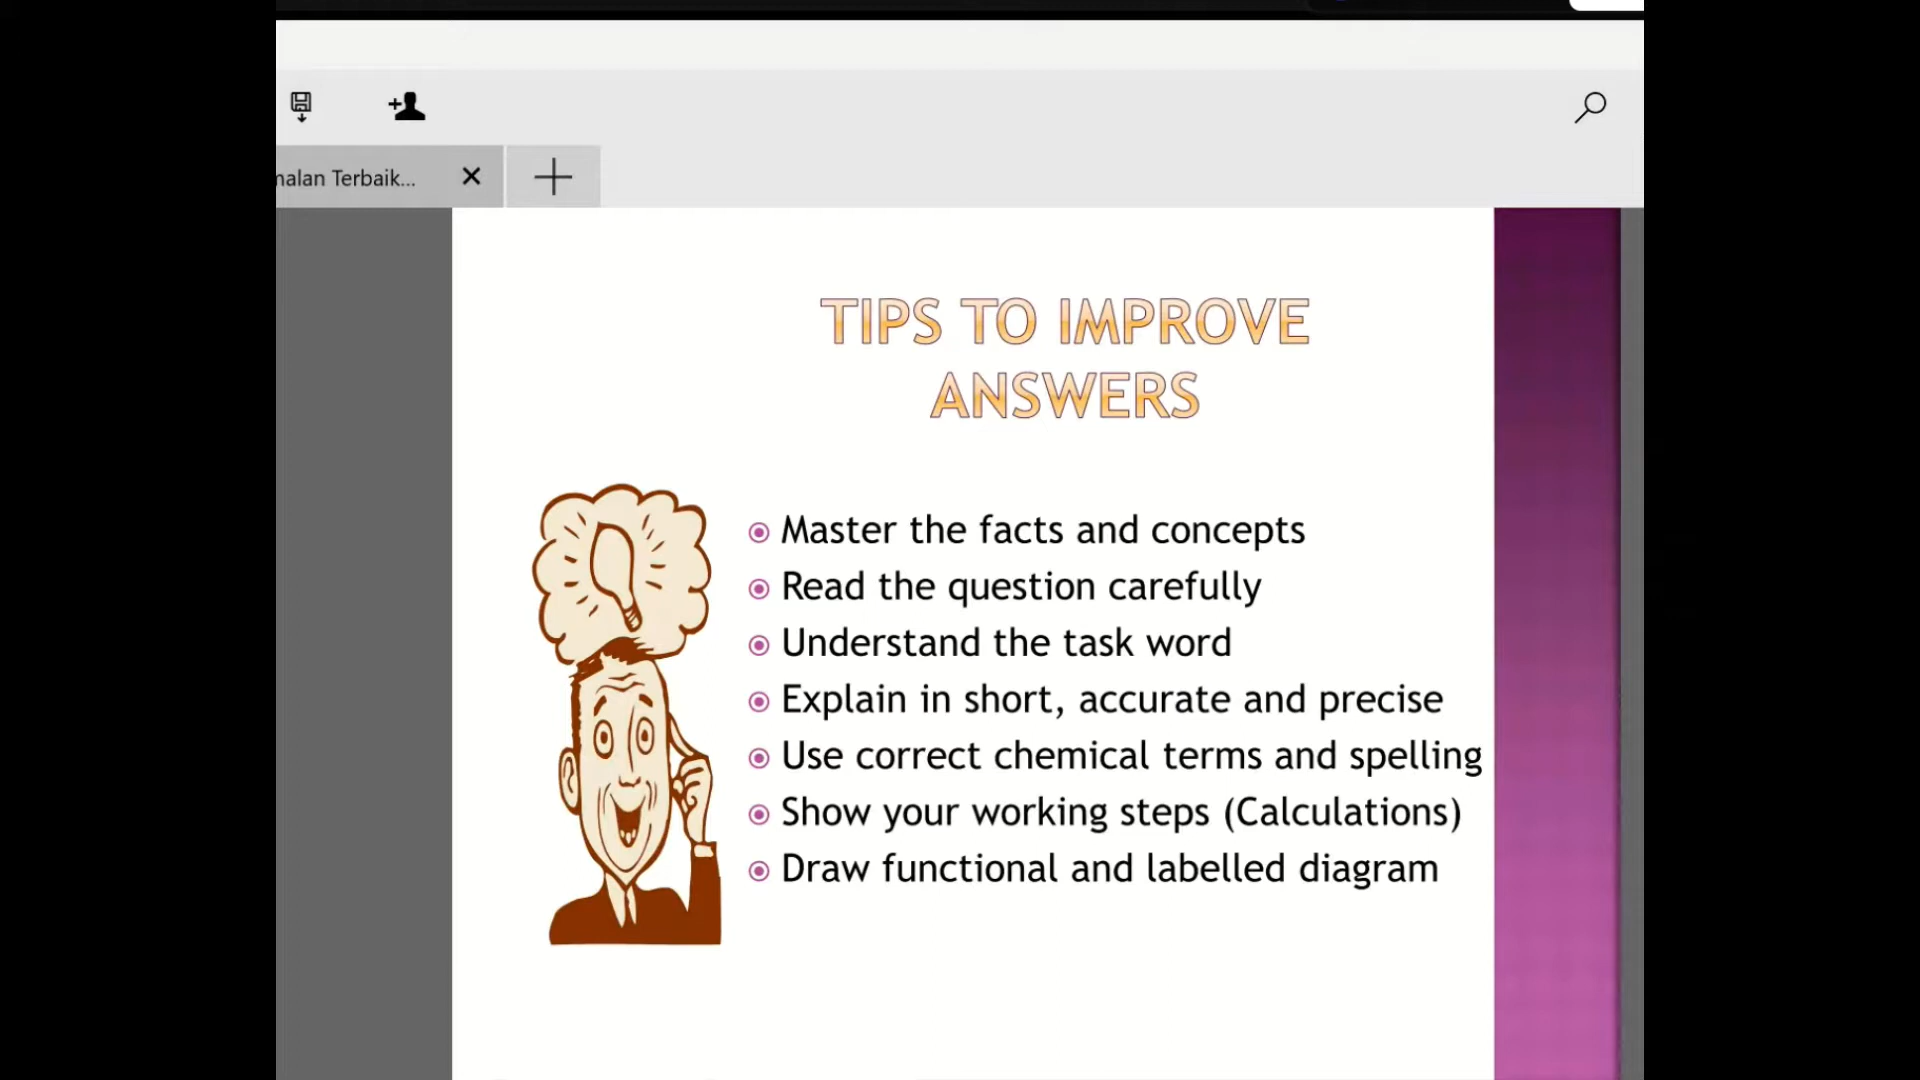 Terbaik...
TIPS TO IMPROVE
ANSWERS
Master the facts and concepts
Read the question carefully
Understand the task word
Explain in short, accurate and precise
Use correct chemical terms and spelling
Show your working steps (Calculations)
Draw functional and labelled diagram